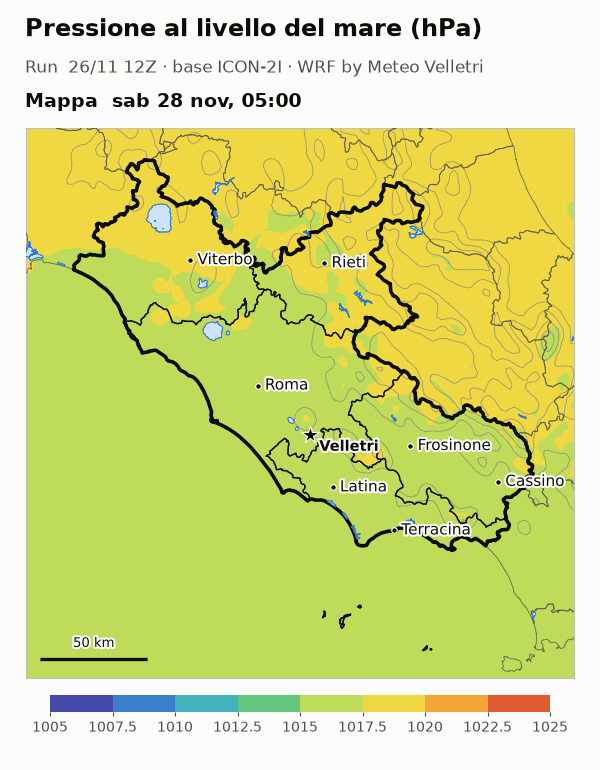 Pressione al livello del mare (hPa)
Run  26/11 12Z · base ICON-2I · WRF by Meteo Velletri
Mappa  sab 28 nov, 05:00
Viterbo
Rieti
Roma
Velletri
Frosinone
Latina
Cassino
Terracina
50 km
1005 1007.5 1010 1012.5 1015 1017.5 1020 1022.5 1025